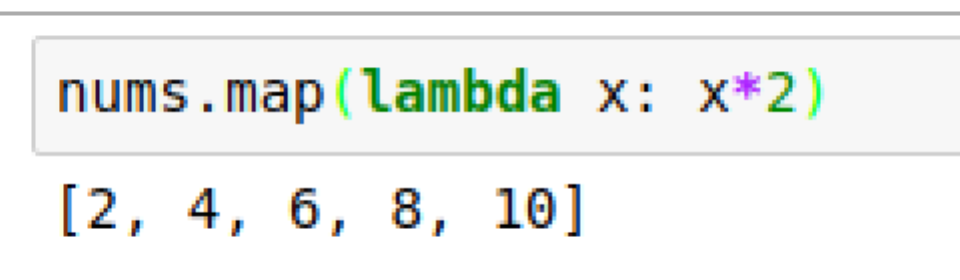 nums.map(lambda x: x*2)
[2, 4, 6, 8, 10]